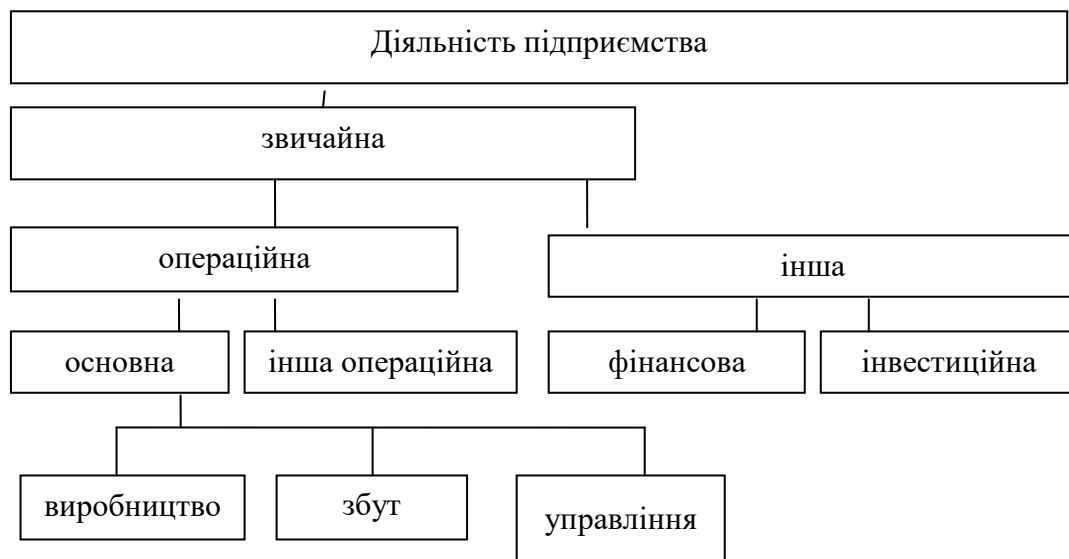 Діяльність підприємства
звичайна
операційна
інша
основна
інша операційна
фінансова
інвестиційна
виробництво
збут
управління